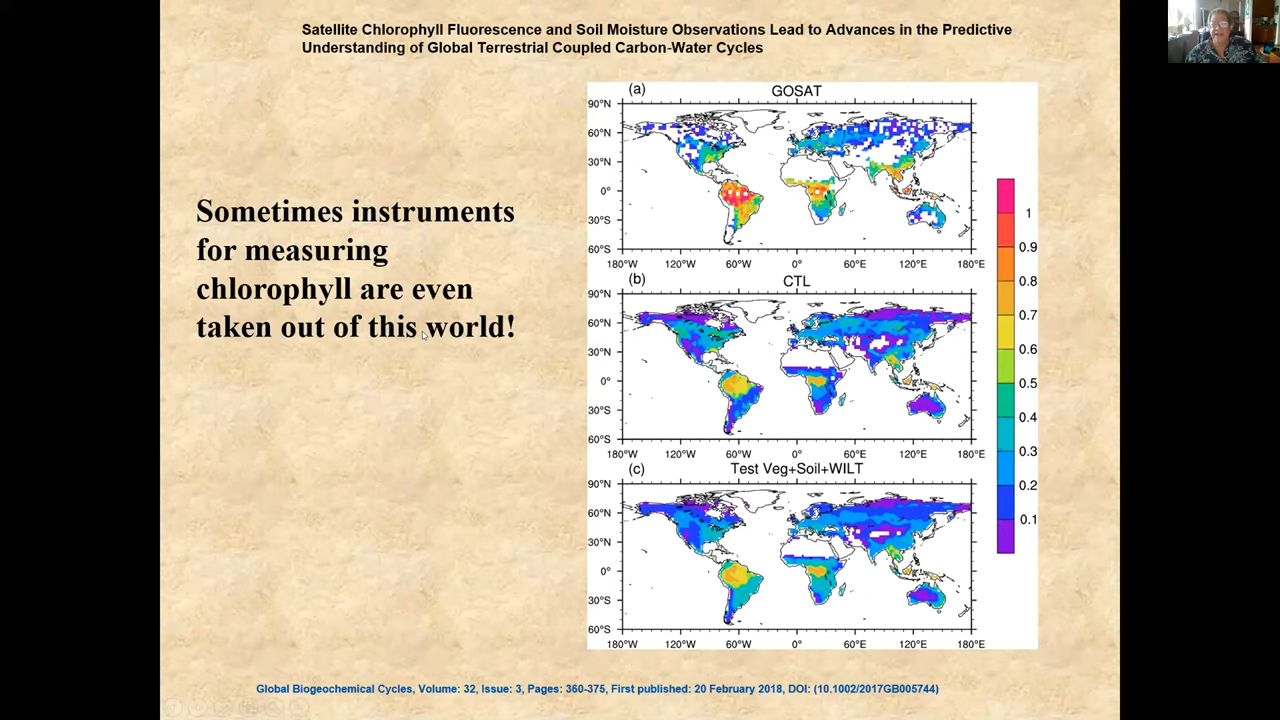 Satellite Chlorophyll Fluorescence and Soil Moisture Observations Lead to Advances in the Predictive
Understanding of Global Terrestrial Coupled Carbon-Water Cycles
Sometimes instruments
for measuring
chlorophyll are even
taken out of this world!
(a)
GOSAT
90°N
60°N
30°N
0°
30°S
60°S
180°W 120°W 60°W 0° 60°E 120°E 180°E
(b)
CTL
90°N
60°N
30°N
0°
30°S
60°S
180°W 120°W 60°W 0° 60°E 120°E 180°E
(c)
Test Veg+Soil+WILT
90°N
60°N
30°N
0°
30°S
60°S
180°W 120°W 60°W 0° 60°E 120°E 180°E
1
0.9
0.8
0.7
0.6
0.5
0.4
0.3
0.2
0.1
Global Biogeochemical Cycles, Volume: 32, Issue: 3, Pages: 360-375, First published: 20 February 2018, DOI: (10.1002/2017GB005744)